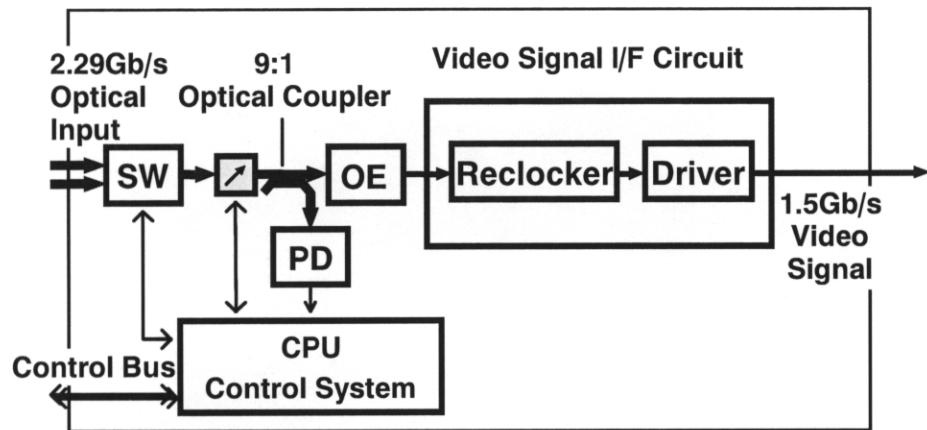 2.29Gb/s
Optical
Input
9:1
Optical Coupler
Video Signal I/F Circuit
SW
OE
Reclocker
Driver
PD
1.5Gb/s
Video
Signal
CPU
Control System
Control Bus